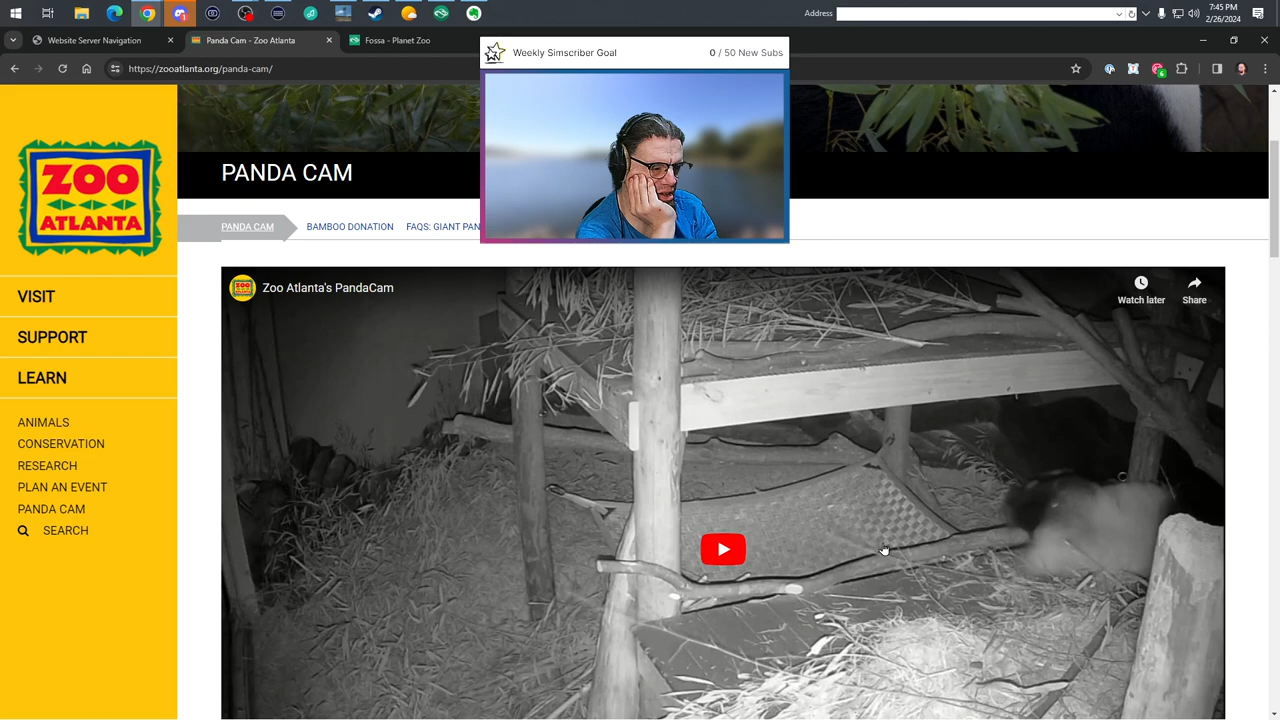 7:45 PM
Address
2/26/2024
Website Server Navigation
Panda Cam - Zoo Atlanta
Fossa - Planet Zoo
Weekly Simscriber Goal
0 / 50 New Subs
https://zooatlanta.org/panda-cam/
6
ZOO
ATLANTA
PANDA CAM
PANDA CAM
BAMBOO DONATION
FAQS: GIANT PAN
Zoo Atlanta's PandaCam
Watch later
Share
VISIT
SUPPORT
LEARN
ANIMALS
CONSERVATION
RESEARCH
PLAN AN EVENT
PANDA CAM
SEARCH